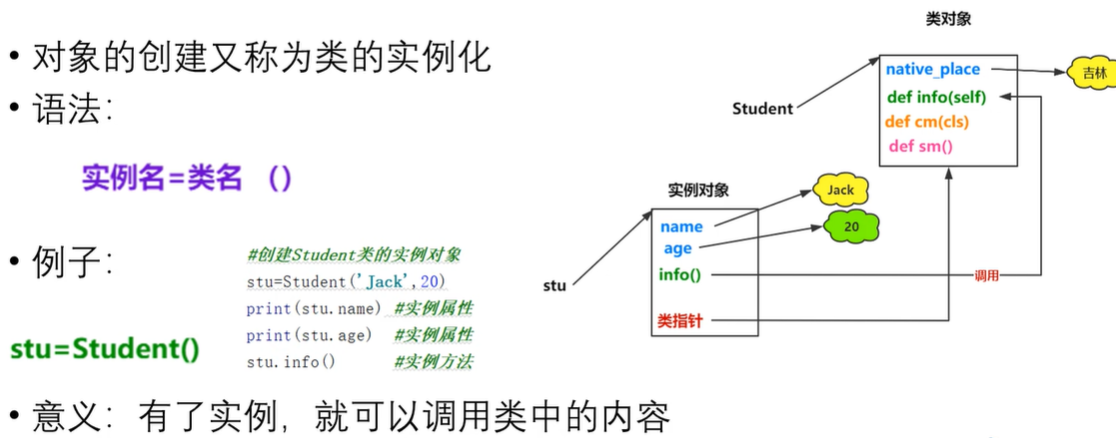 • 对象的创建又称为类的实例化
• 语法：
实例名=类名 （）
• 例子：
#创建Student类的实例对象
stu=Student('Jack',20)
print(stu.name) #实例属性
print(stu.age) #实例属性
stu.info() #实例方法
stu=Student()
• 意义：有了实例，就可以调用类中的内容
类对象
Student
native_place
吉林
def info(self)
def cm(cls)
def sm()
实例对象
stu
name
Jack
age
20
info()
调用
类指针